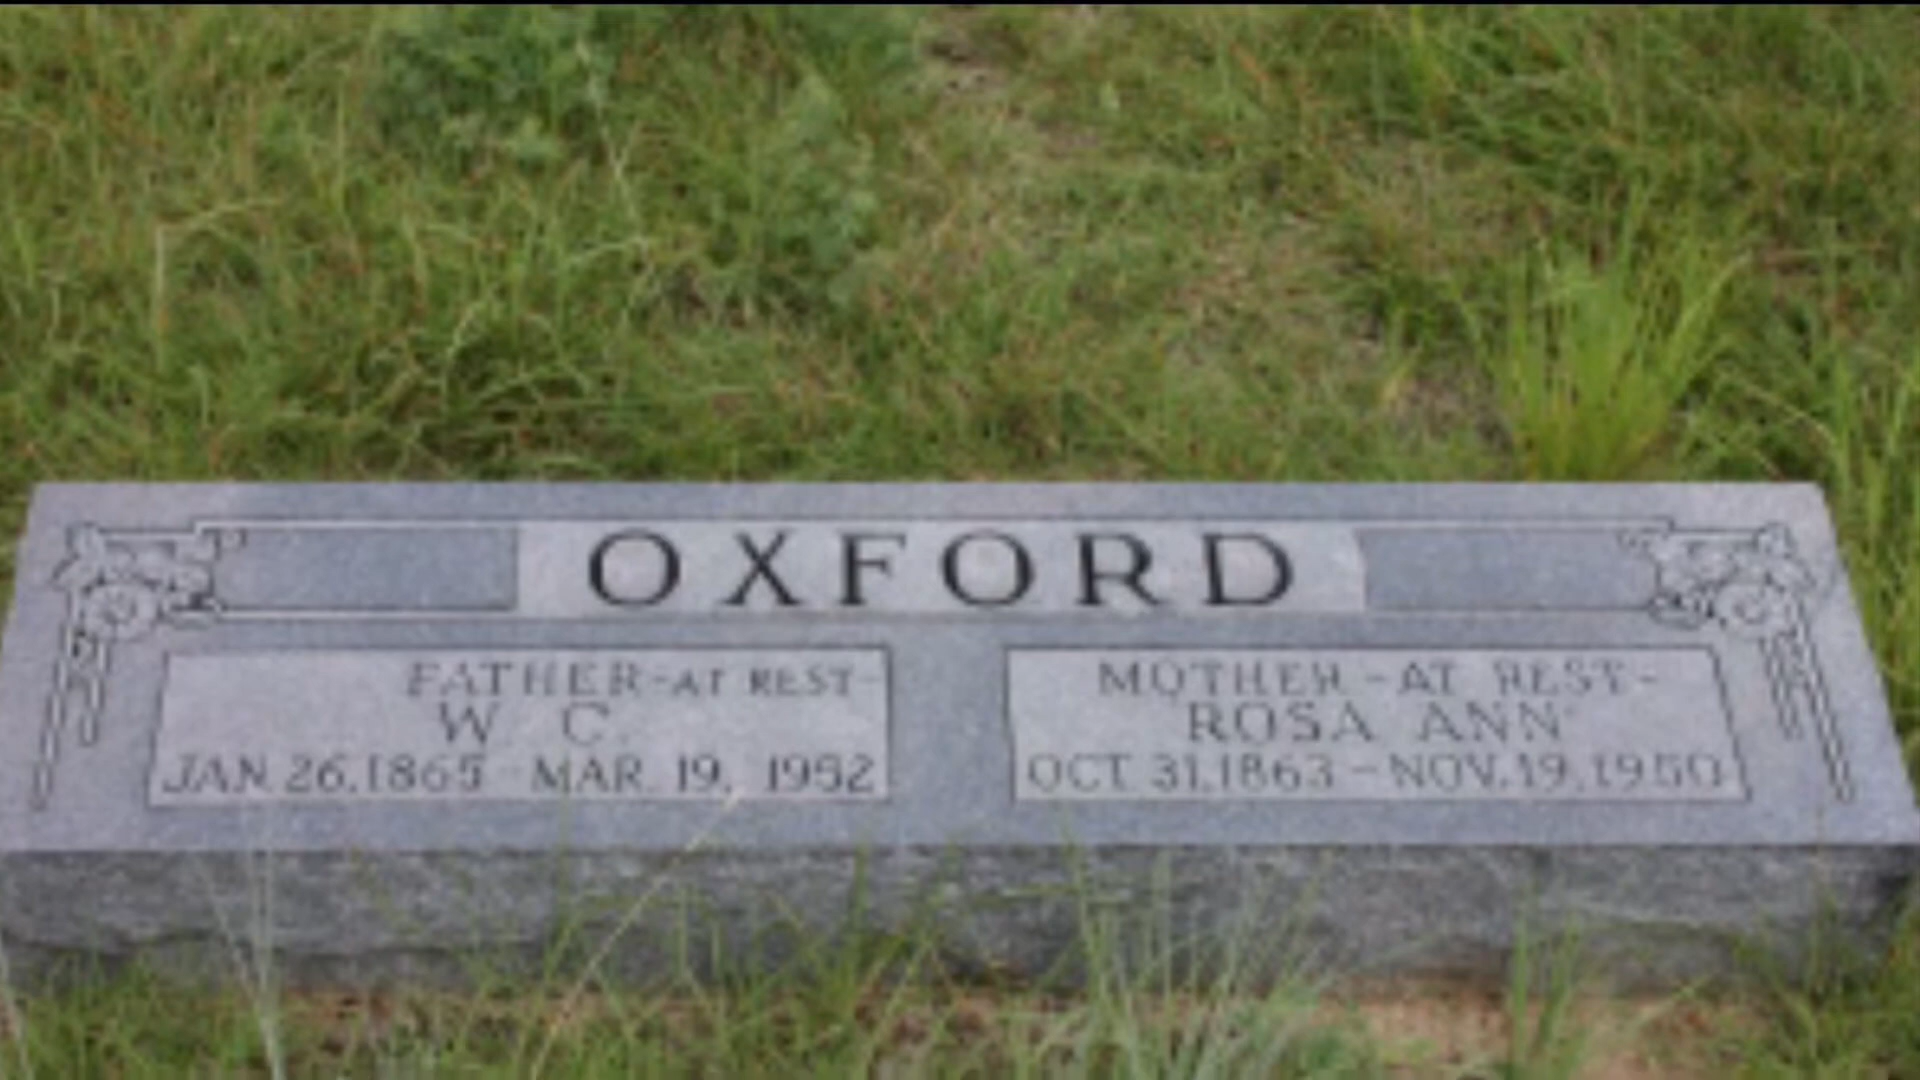 OXFORD
FATHER-AT REST-
W. C.
JAN. 26, 1865 - MAR. 19, 1952
MOTHER-AT REST-
ROSA ANN
OCT. 31, 1863 - NOV. 19, 1950